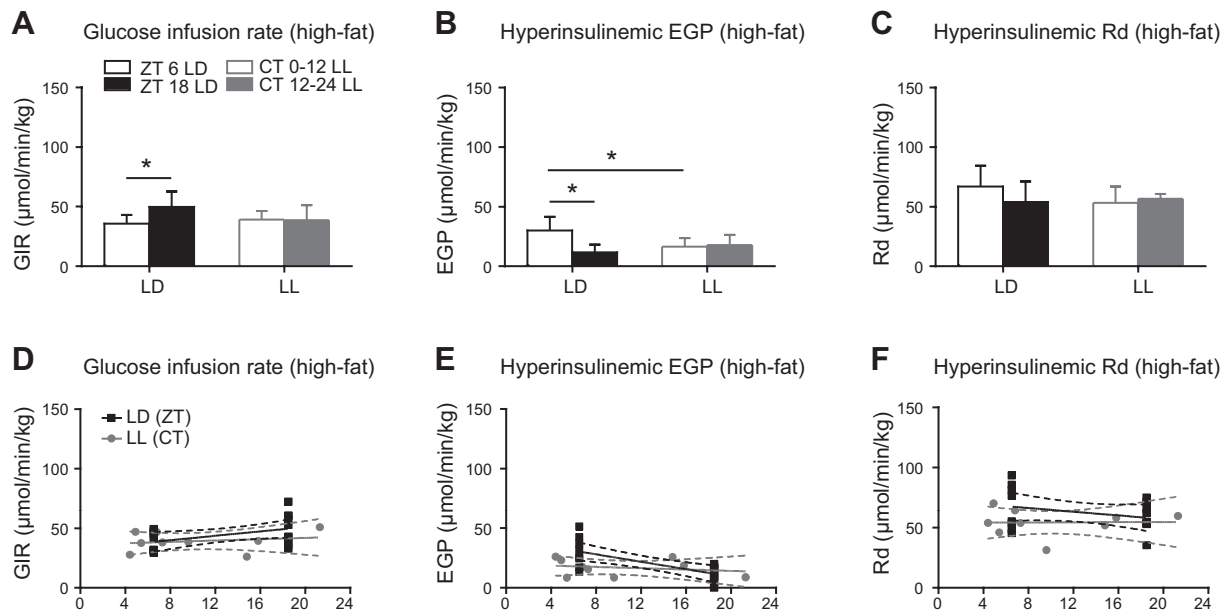 A Glucose infusion rate (high-fat)
ZT 6 LD CT 0-12 LL
ZT 18 LD CT 12-24 LL
150
100
50
0
GIR (µmol/min/kg)
*
LD LL
B Hyperinsulinemic EGP (high-fat)
150
100
50
0
EGP (µmol/min/kg)
*
*
LD LL
C Hyperinsulinemic Rd (high-fat)
150
100
50
0
Rd (µmol/min/kg)
LD LL
D Glucose infusion rate (high-fat)
LD (ZT)
LL (CT)
150
100
50
0
GIR (µmol/min/kg)
0 4 8 12 16 20 24
E Hyperinsulinemic EGP (high-fat)
150
100
50
0
EGP (µmol/min/kg)
0 4 8 12 16 20 24
F Hyperinsulinemic Rd (high-fat)
150
100
50
0
Rd (µmol/min/kg)
0 4 8 12 16 20 24